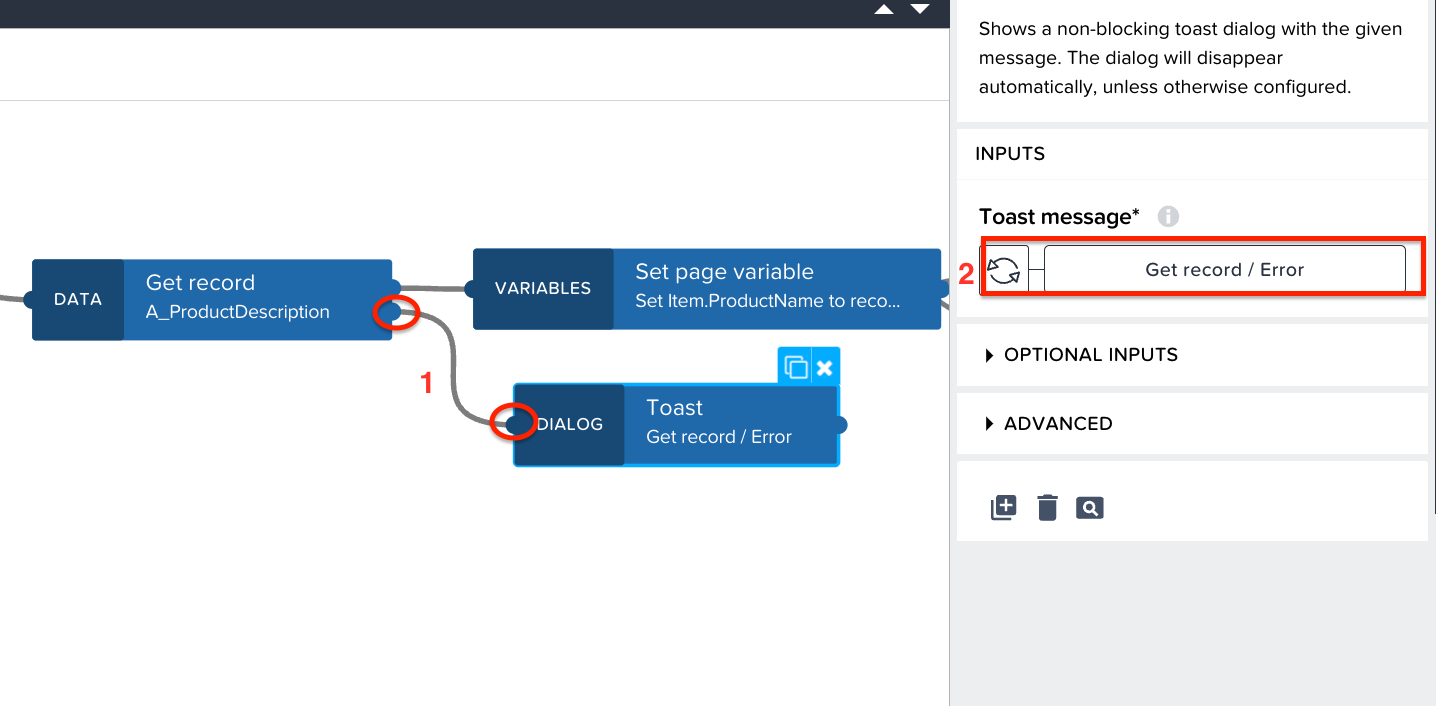 Shows a non-blocking toast dialog with the given
message. The dialog will disappear
automatically, unless otherwise configured.
INPUTS
Toast message*
2
Get record / Error
OPTIONAL INPUTS
ADVANCED
DATA
Get record
A_ProductDescription
VARIABLES
Set page variable
Set Item.ProductName to reco...
1
DIALOG
Toast
Get record / Error